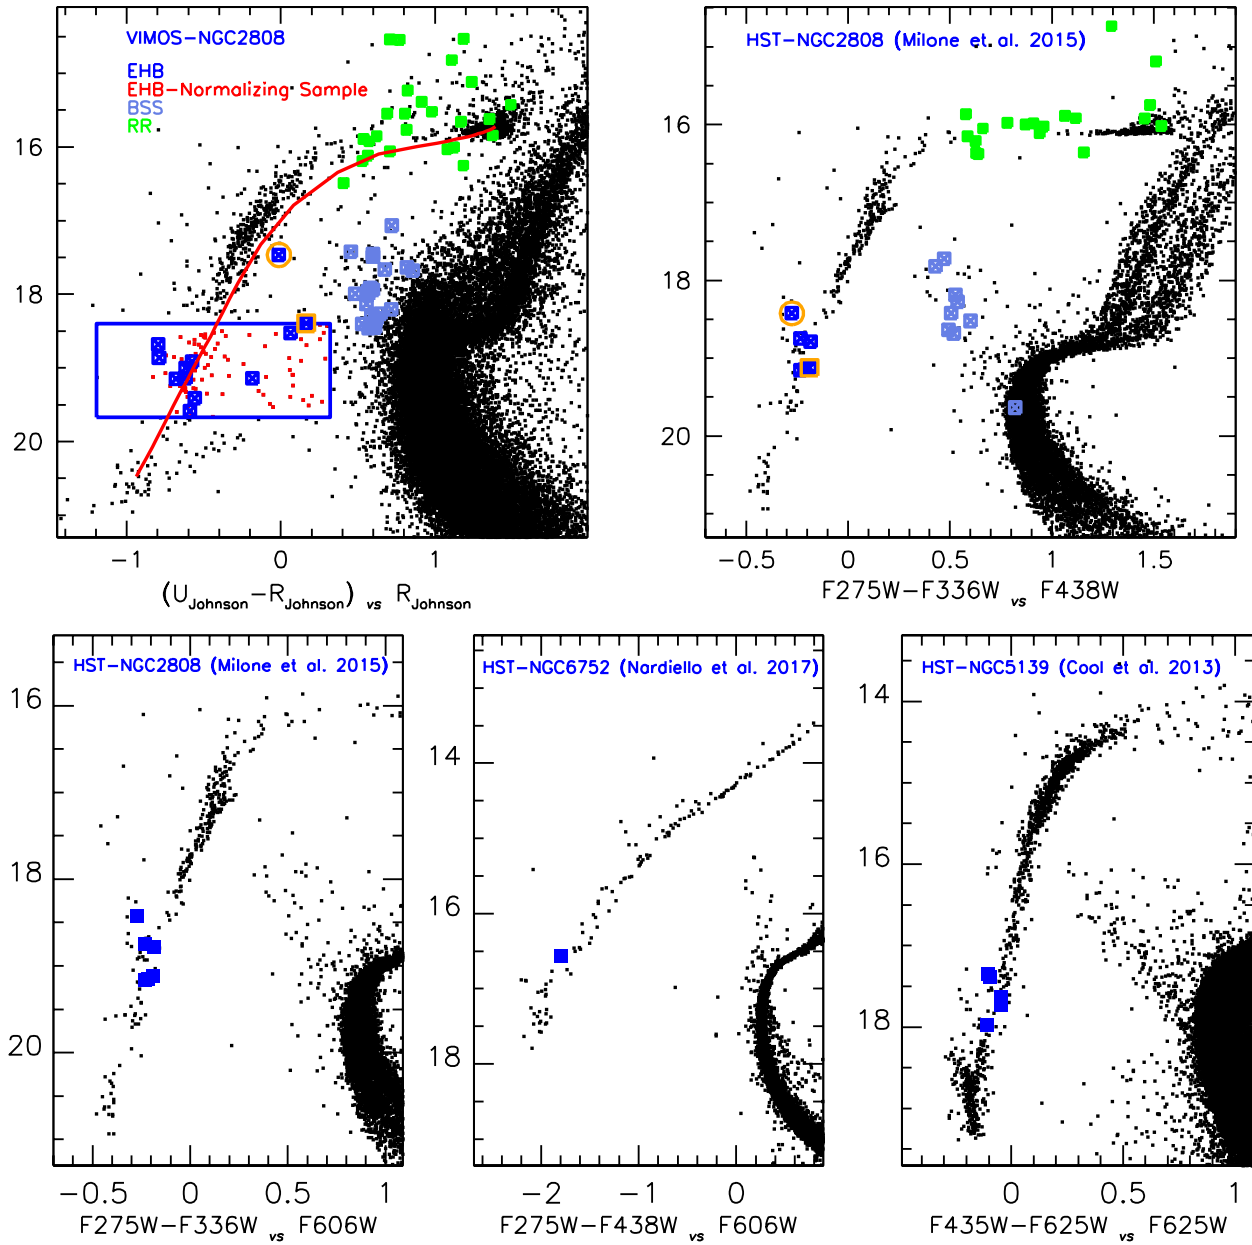 VIMOS-NGC2808
EHB
EHB-Normalizing Sample
BSS
RR
16
18
20
-1
0
1
(U_Johnson-R_Johnson) vs R_Johnson
HST-NGC2808 (Milone et. al. 2015)
16
18
20
-0.5
0
0.5
1
1.5
F275W-F336W vs F438W
HST-NGC2808 (Milone et al. 2015)
16
18
20
-0.5
0
0.5
1
F275W-F336W vs F606W
HST-NGC6752 (Nardiello et al. 2017)
14
16
18
-2
-1
0
F275W-F438W vs F606W
HST-NGC5139 (Cool et al. 2013)
14
16
18
0
0.5
1
F435W-F625W vs F625W